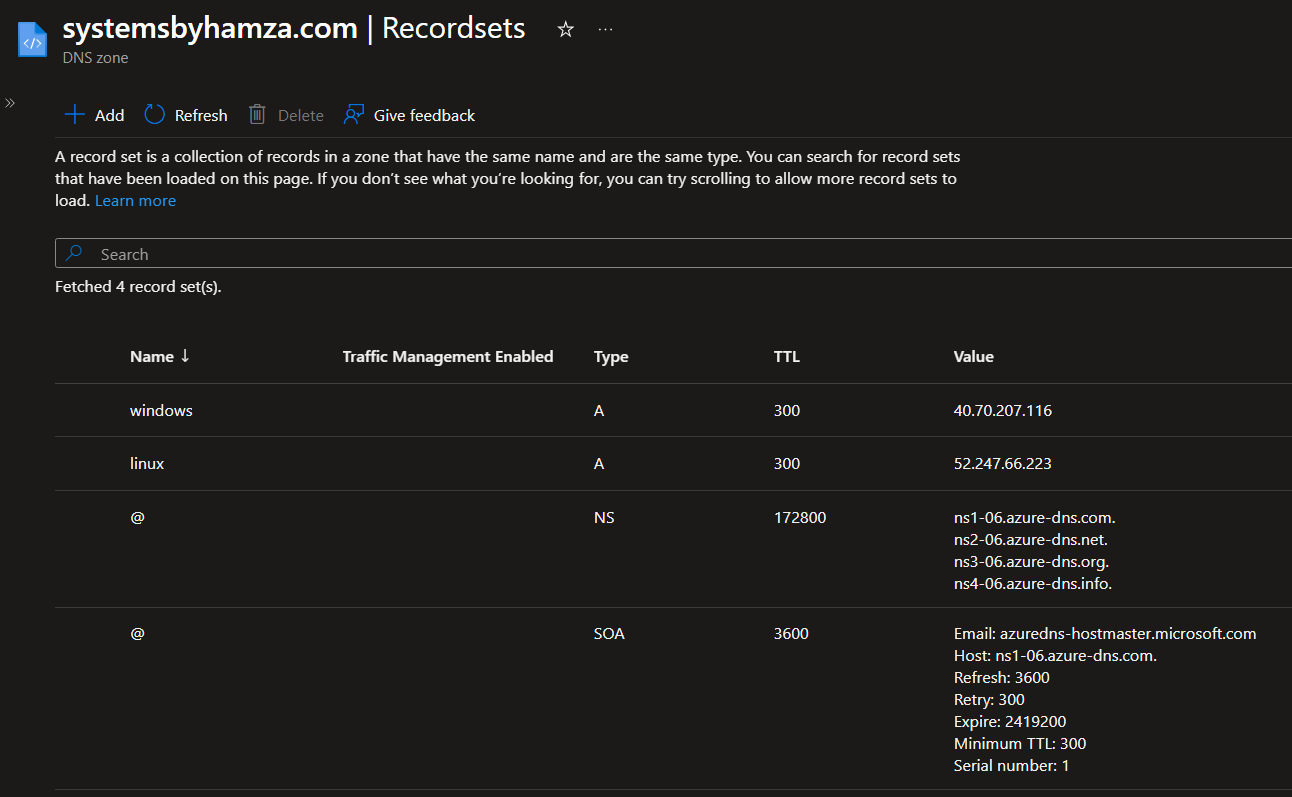 systemsbyhamza.com | Recordsets
DNS zone
Add Refresh Delete Give feedback
A record set is a collection of records in a zone that have the same name and are the same type. You can search for record sets
that have been loaded on this page. If you don’t see what you’re looking for, you can try scrolling to allow more record sets to
load. Learn more
Search
Fetched 4 record set(s).
Name ↓ Traffic Management Enabled Type TTL Value
windows A 300 40.70.207.116
linux A 300 52.247.66.223
@ NS 172800 ns1-06.azure-dns.com.
ns2-06.azure-dns.net.
ns3-06.azure-dns.org.
ns4-06.azure-dns.info.
@ SOA 3600 Email: azuredns-hostmaster.microsoft.com
Host: ns1-06.azure-dns.com.
Refresh: 3600
Retry: 300
Expire: 2419200
Minimum TTL: 300
Serial number: 1